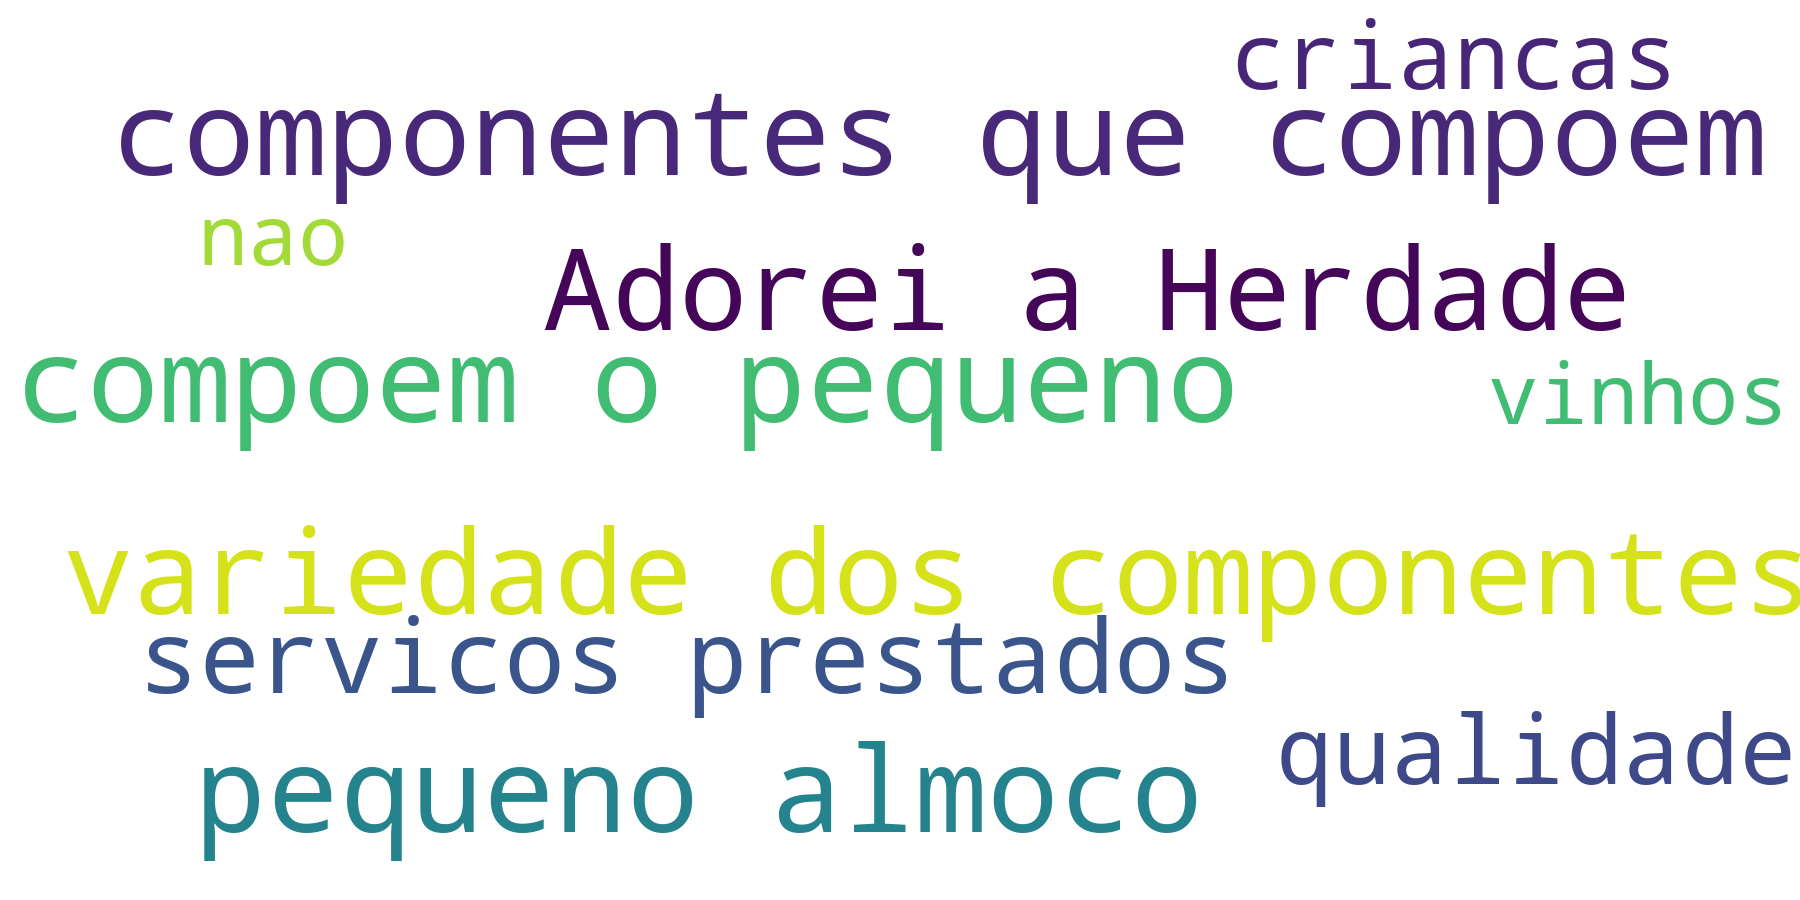 criancas
componentes que compoem
nao
Adorei a Herdade
compoem o pequeno
vinhos
variedade dos componentes
servicos prestados
qualidade
pequeno almoco